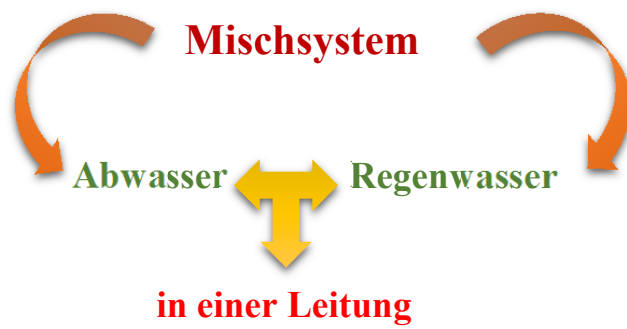 Mischsystem
Abwasser Regenwasser
in einer Leitung